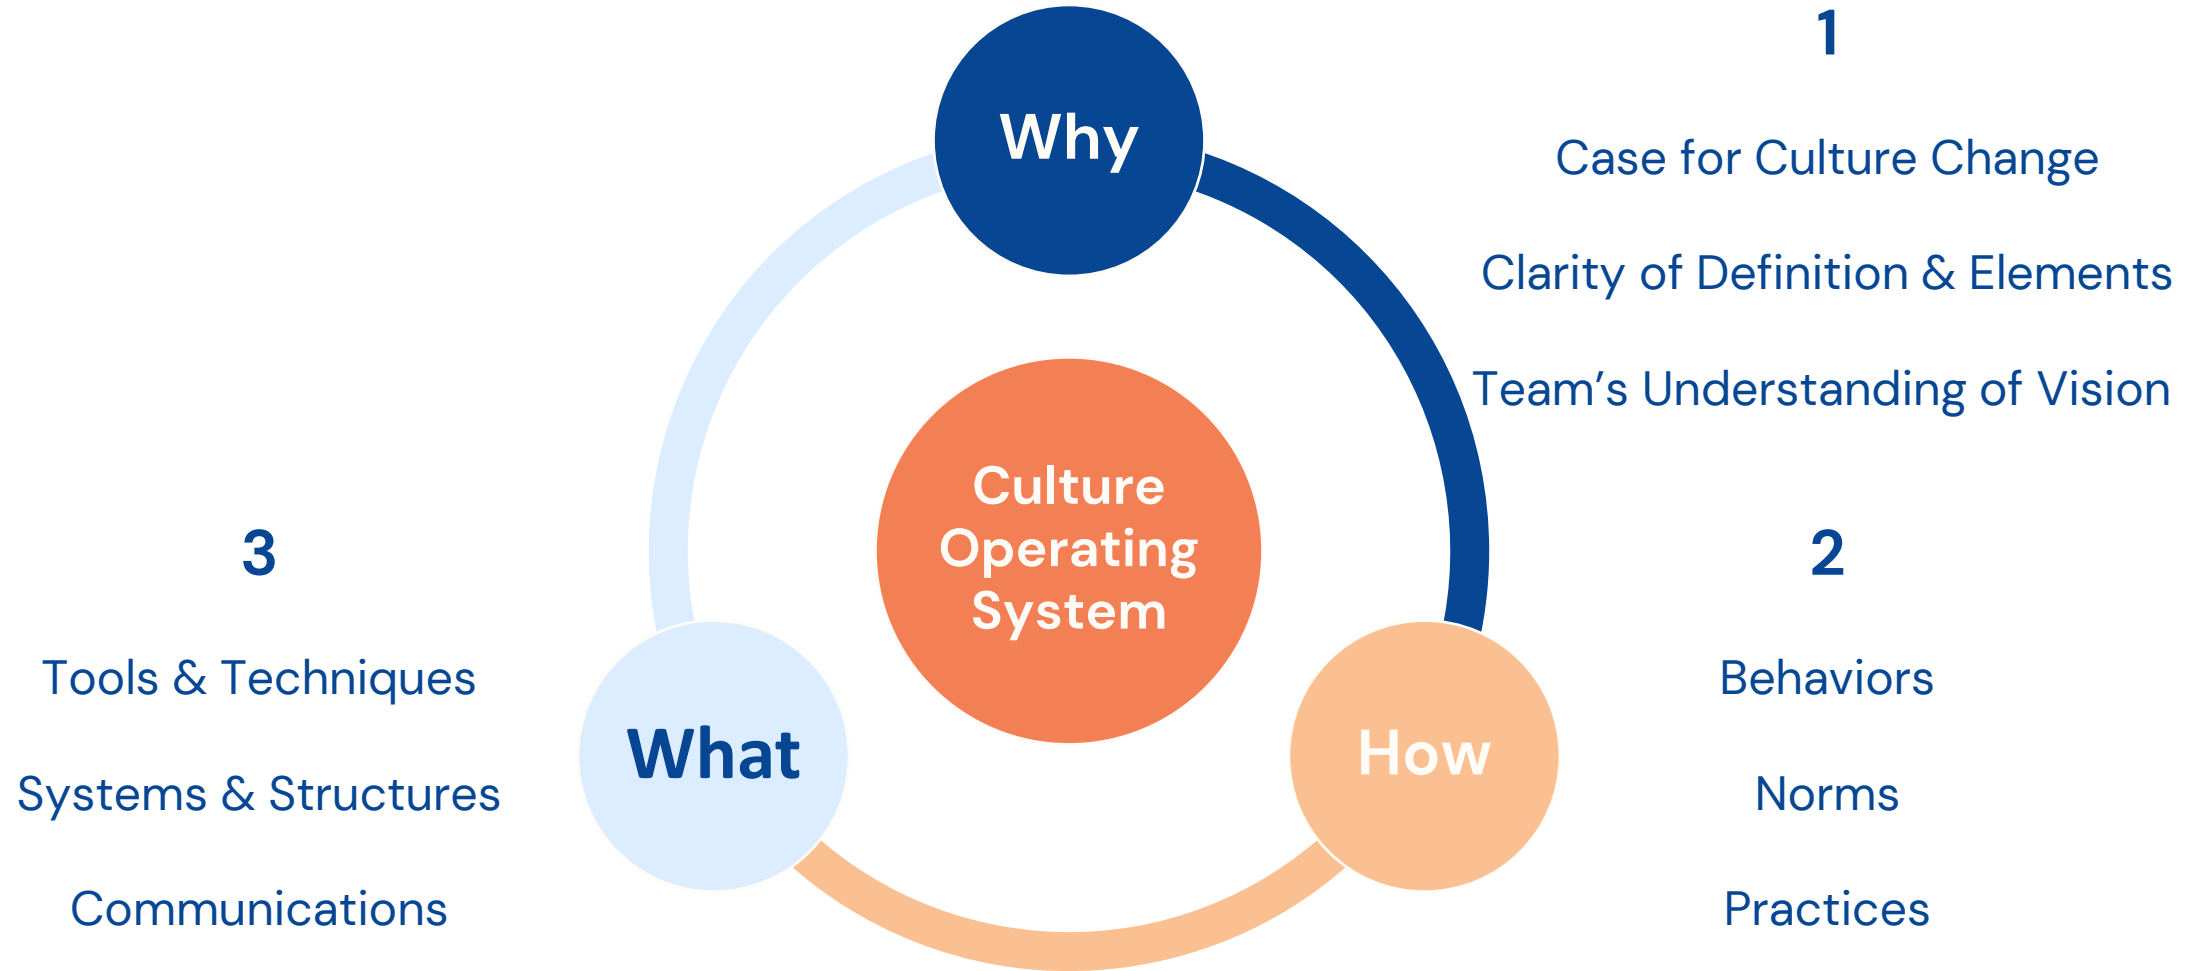 Why
1
Case for Culture Change
Clarity of Definition & Elements
Team’s Understanding of Vision
Culture
Operating
System
2
How
Behaviors
Norms
Practices
3
What
Tools & Techniques
Systems & Structures
Communications